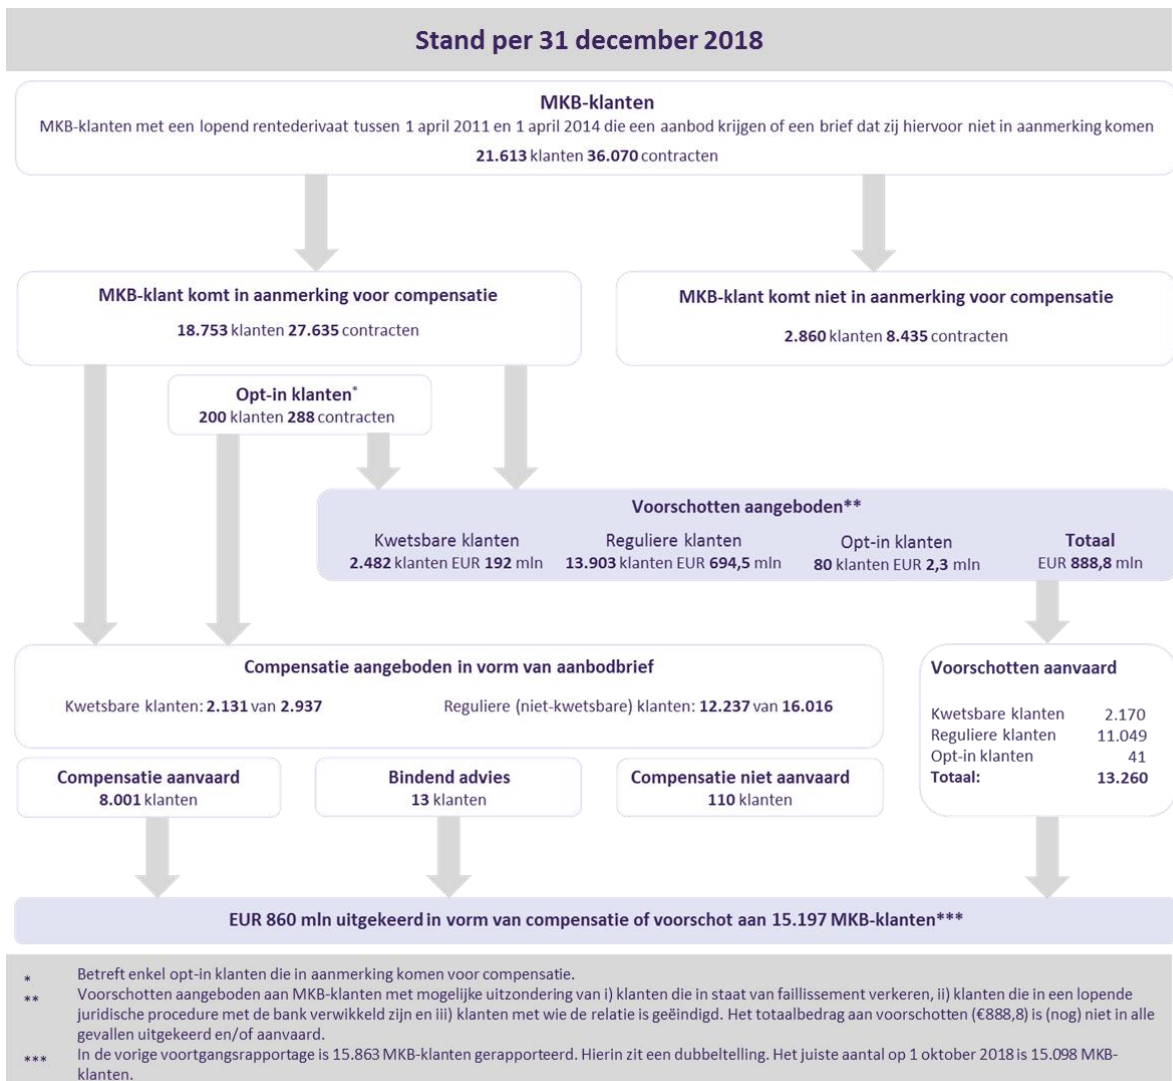 Stand per 31 december 2018
MKB-klanten
MKB-klanten met een lopend rentederivaat tussen 1 april 2011 en 1 april 2014 die een aanbod krijgen of een brief dat zij hiervoor niet in aanmerking komen
21.613 klanten 36.070 contracten
MKB-klant komt in aanmerking voor compensatie
18.753 klanten 27.635 contracten
MKB-klant komt niet in aanmerking voor compensatie
2.860 klanten 8.435 contracten
Opt-in klanten*
200 klanten 288 contracten
Voorschotten aangeboden**
Kwetsbare klanten
2.482 klanten EUR 192 mln
Reguliere klanten
13.903 klanten EUR 694,5 mln
Opt-in klanten
80 klanten EUR 2,3 mln
Totaal
EUR 888,8 mln
Compensatie aangeboden in vorm van aanbodbrief
Kwetsbare klanten: 2.131 van 2.937
Reguliere (niet-kwetsbare) klanten: 12.237 van 16.016
Voorschotten aanvaard
Kwetsbare klanten 2.170
Reguliere klanten 11.049
Opt-in klanten 41
Totaal: 13.260
Compensatie aanvaard
8.001 klanten
Bindend advies
13 klanten
Compensatie niet aanvaard
110 klanten
EUR 860 mln uitgekeerd in vorm van compensatie of voorschot aan 15.197 MKB-klanten***
* Betreft enkel opt-in klanten die in aanmerking komen voor compensatie.
** Voorschotten aangeboden aan MKB-klanten met mogelijke uitzondering van i) klanten die in staat van faillissement verkeren, ii) klanten die in een lopende
juridische procedure met de bank verwikkeld zijn en iii) klanten met wie de relatie is geëindigd. Het totaalbedrag aan voorschotten (€888,8) is (nog) niet in alle
gevallen uitgekeerd en/of aanvaard.
*** In de vorige voortgangsrapportage is 15.863 MKB-klanten gerapporteerd. Hierin zit een dubbeltelling. Het juiste aantal op 1 oktober 2018 is 15.098 MKB-
klanten.